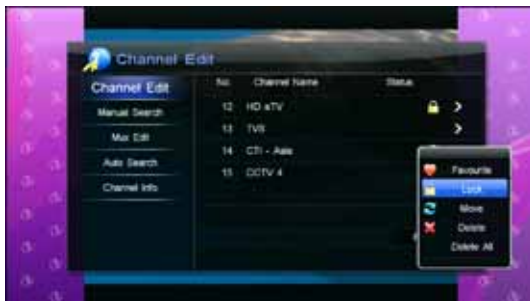 Channel Edit
Channel Edit
Manual Search
Mux Edit
Auto Search
Channel Info
No. Channel Name Status
12 HD aTV
13 TVB
14 CTI - Asia
15 CCTV 4
Favourite
Lock
Move
Delete
Delete All